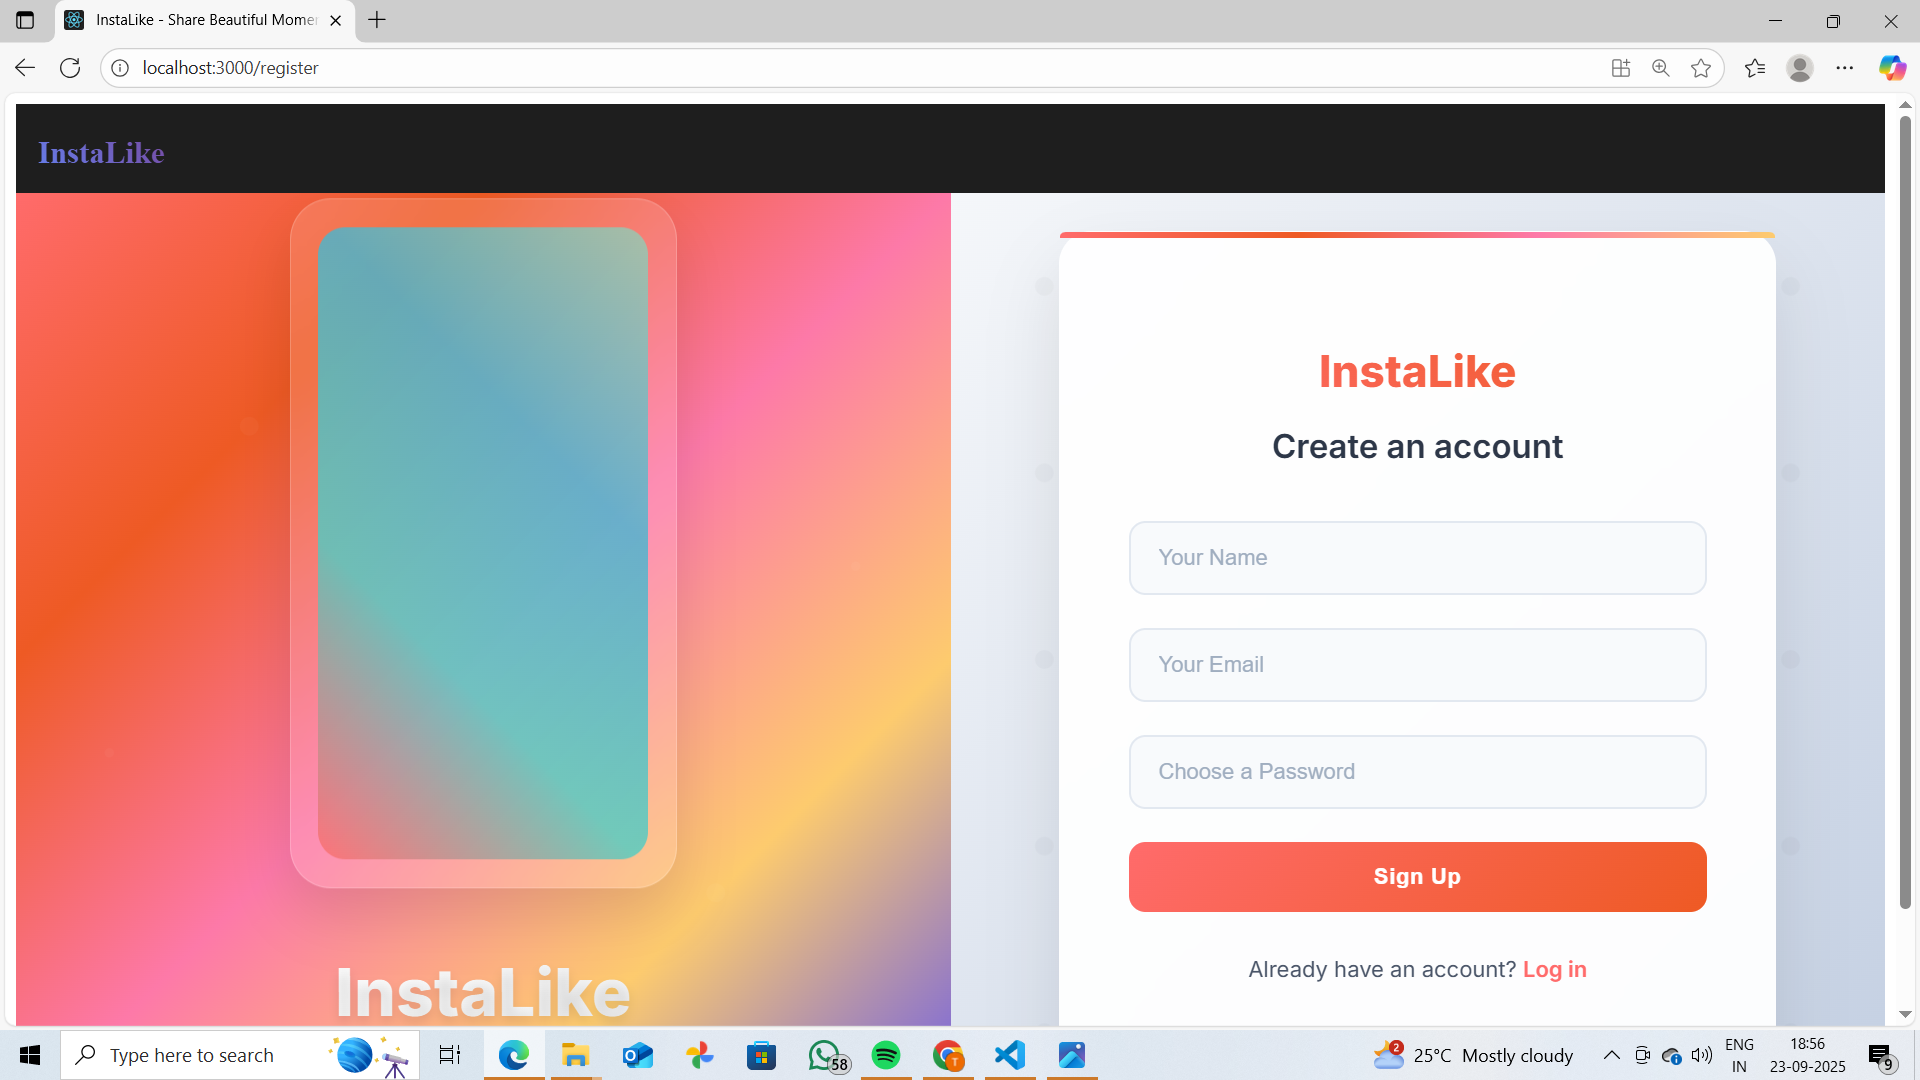 InstaLike - Share Beautiful Momen
localhost:3000/register
InstaLike
InstaLike
InstaLike
Create an account
Your Name
Your Email
Choose a Password
Sign Up
Already have an account? Log in
Type here to search
58
2
25°C Mostly cloudy
ENG
IN
18:56
23-09-2025
9